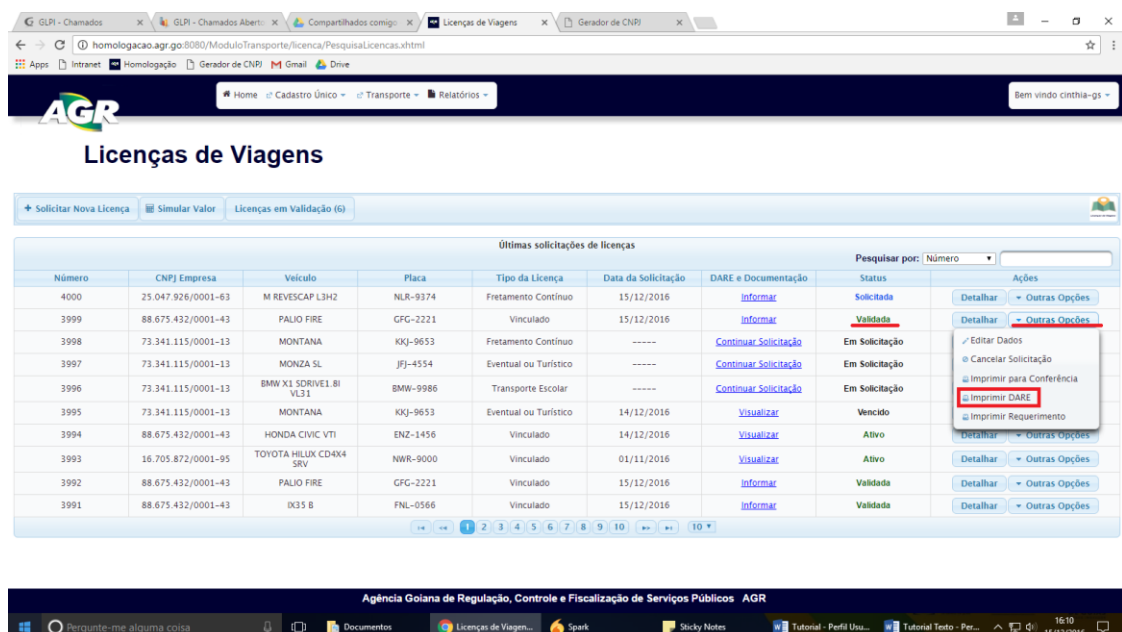 GLPI - Chamados
GLPI - Chamados Aberto
Compartilhados comigo
Licenças de Viagens
Gerador de CNPJ
homologacao.agr.go:8080/ModuloTransporte/licenca/PesquisaLicencas.xhtml
Apps Intranet Homologação Gerador de CNPJ Gmail Drive
AGR
Home Cadastro Único Transporte Relatórios
Bem vindo cinthia-gs
Licenças de Viagens
+ Solicitar Nova Licença Simular Valor Licenças em Validação (6)
Últimas solicitações de licenças
Pesquisar por: Número
Número CNPJ Empresa Veículo Placa Tipo da Licença Data da Solicitação DARE e Documentação Status Ações
4000 25.047.926/0001-63 M REVESCAP L3H2 NLR-9374 Fretamento Contínuo 15/12/2016 Informar Solicitada Detalhar Outras Opções
3999 88.675.432/0001-43 PALIO FIRE GFG-2221 Vinculado 15/12/2016 Informar Validada Detalhar Outras Opções
3998 73.341.115/0001-13 MONTANA KKJ-9653 Fretamento Contínuo ----- Continuar Solicitação Em Solicitação
3997 73.341.115/0001-13 MONZA SL JFJ-4554 Eventual ou Turístico ----- Continuar Solicitação Em Solicitação
3996 73.341.115/0001-13 BMW X1 SDRIVE1.8I VL31 BMW-9986 Transporte Escolar ----- Continuar Solicitação Em Solicitação
3995 73.341.115/0001-13 MONTANA KKJ-9653 Eventual ou Turístico 14/12/2016 Visualizar Vencido
3994 88.675.432/0001-43 HONDA CIVIC VTI ENZ-1456 Vinculado 14/12/2016 Visualizar Ativo Detalhar Outras Opções
3993 16.705.872/0001-95 TOYOTA HILUX CD4X4 SRV NWR-9000 Vinculado 01/11/2016 Visualizar Ativo Detalhar Outras Opções
3992 88.675.432/0001-43 PALIO FIRE GFG-2221 Vinculado 15/12/2016 Informar Validada Detalhar Outras Opções
3991 88.675.432/0001-43 IX35 B FNL-0566 Vinculado 15/12/2016 Informar Validada Detalhar Outras Opções
Editar Dados
Cancelar Solicitação
Imprimir para Conferência
Imprimir DARE
Imprimir Requerimento
1 2 3 4 5 6 7 8 9 10 10
Agência Goiana de Regulação, Controle e Fiscalização de Serviços Públicos AGR
Pergunte-me alguma coisa
Documentos
Licenças de Viagen...
Spark
Sticky Notes
Tutorial - Perfil Usu...
Tutorial Texto - Per...
16:10